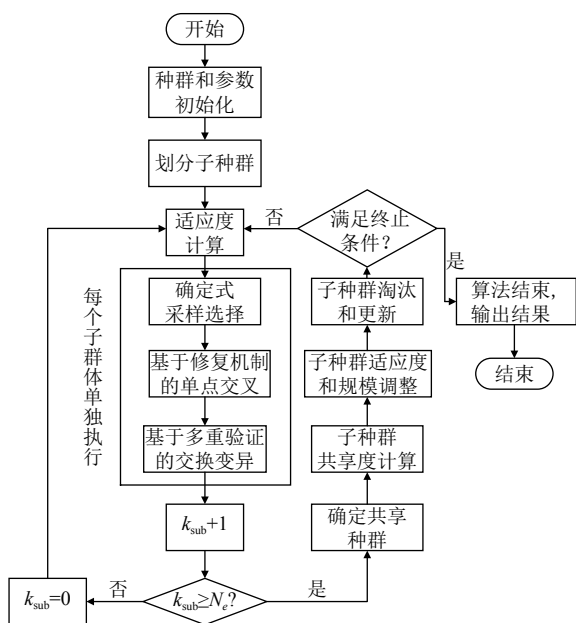 开始
种群和参数
初始化
划分子种群
适应度
计算
否
满足终止
条件?
是
算法结束,
输出结果
结束
每个子群体单独执行
确定式
采样选择
基于修复机制
的单点交叉
基于多重验证
的交换变异
子种群淘汰
和更新
子种群适应度
和规模调整
子种群
共享度计算
确定共享
种群
k_sub+1
k_sub≥N_e?
否
是
k_sub=0